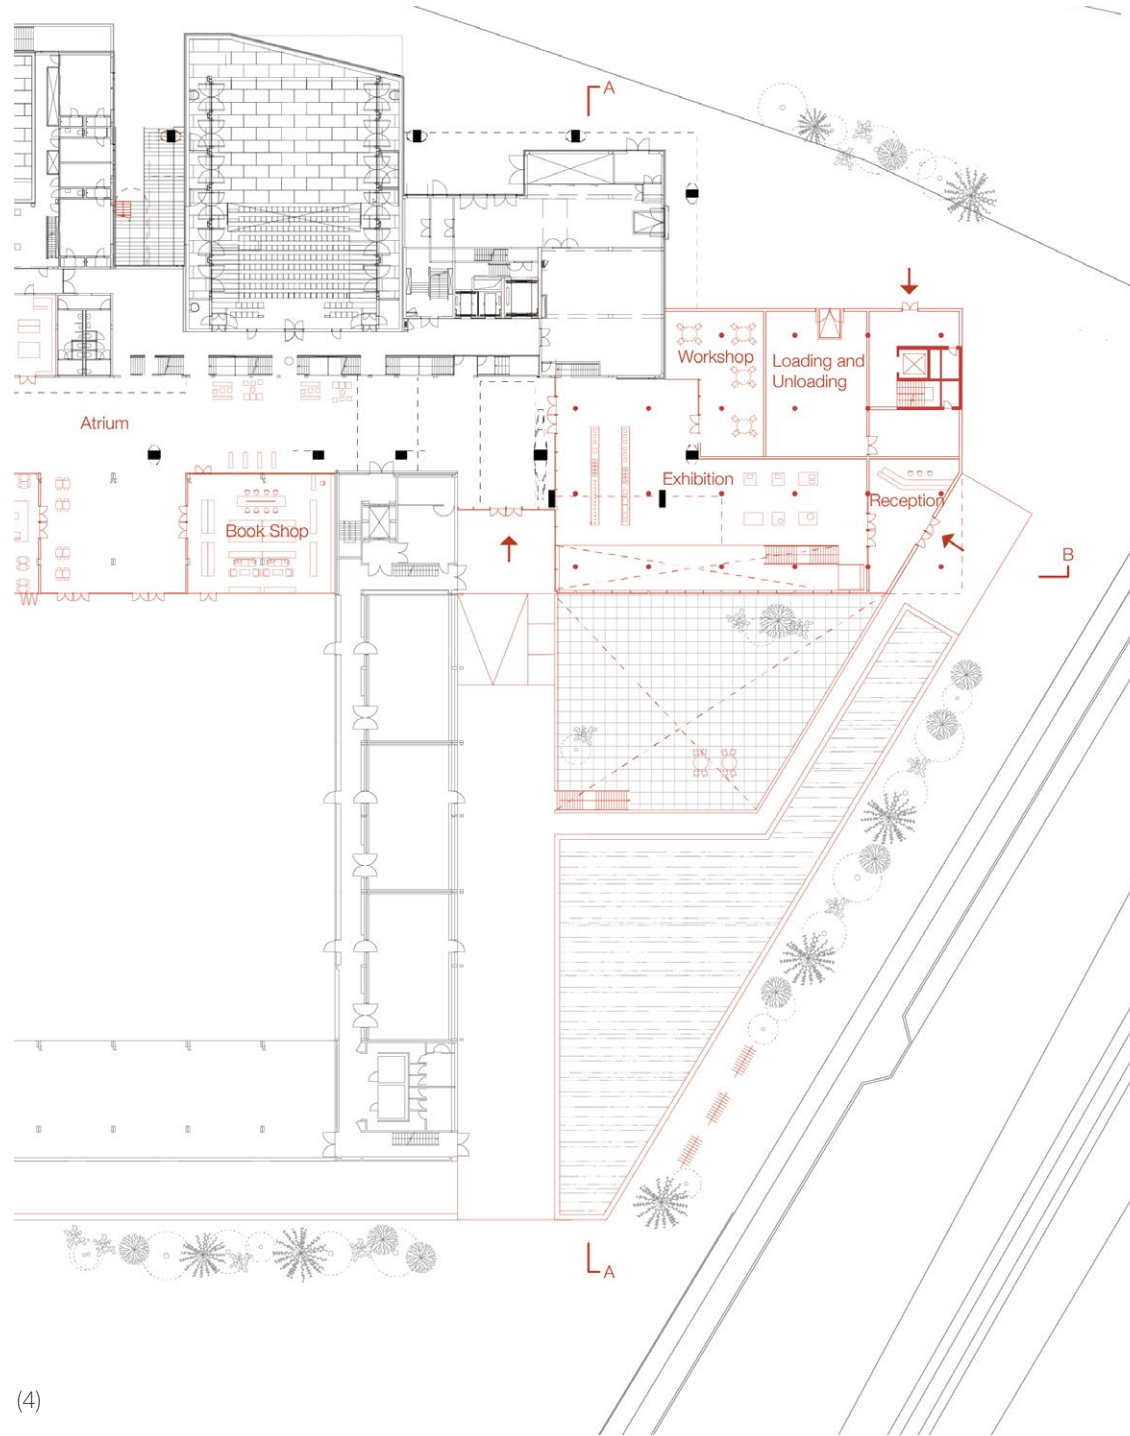 A
Workshop
Loading and
Unloading
Atrium
Exhibition
Reception
Book Shop
B
A
(4)